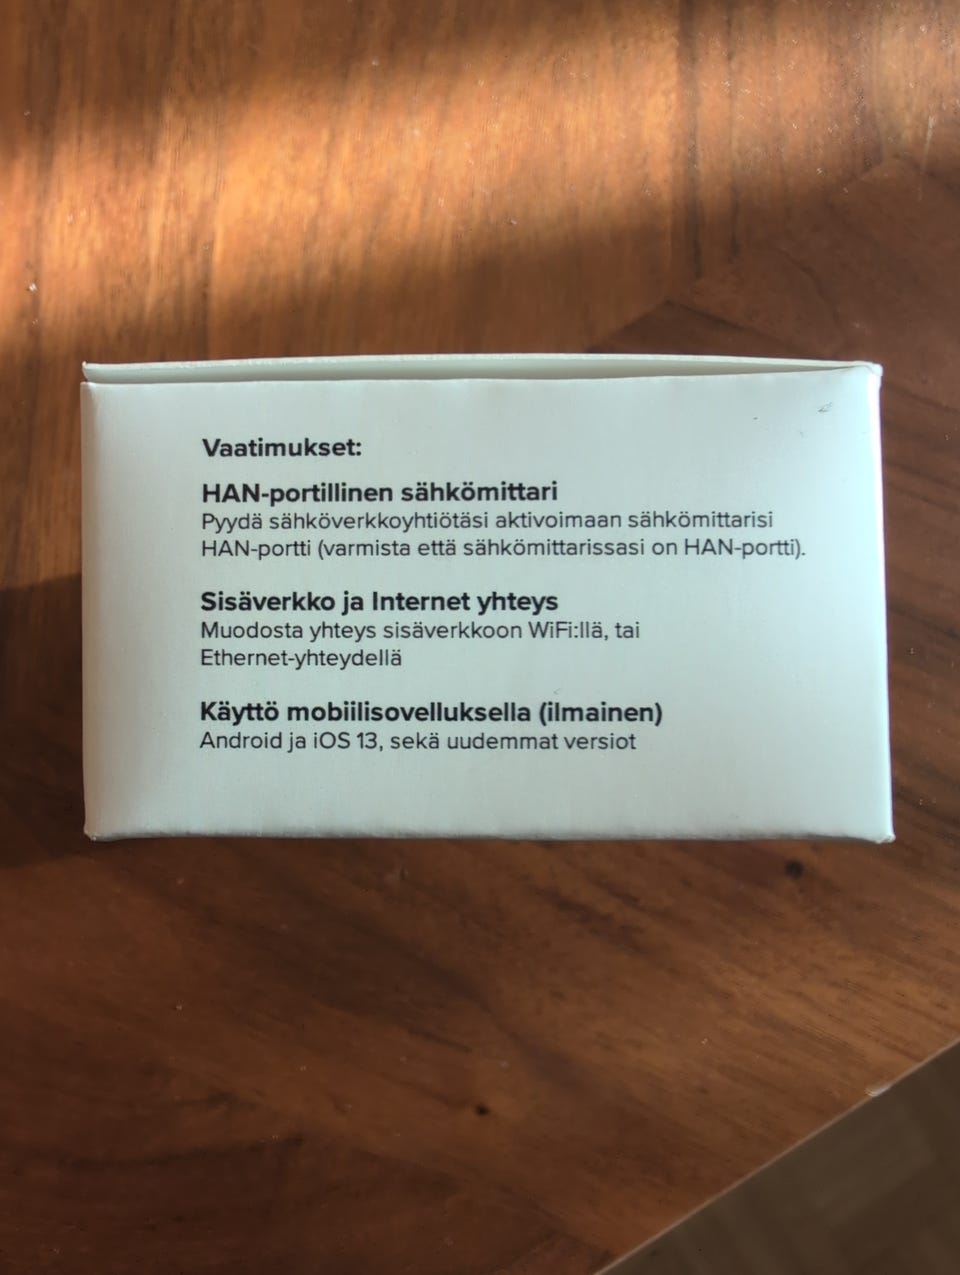 Vaatimukset:
HAN-portillinen sähkömittari
Pyydä sähköverkkoyhtiötäsi aktivoimaan sähkömittarisi
HAN-portti (varmista että sähkömittarissasi on HAN-portti).
Sisäverkko ja Internet yhteys
Muodosta yhteys sisäverkkoon WiFi:llä, tai
Ethernet-yhteydellä
Käyttö mobiilisovelluksella (ilmainen)
Android ja iOS 13, sekä uudemmat versiot